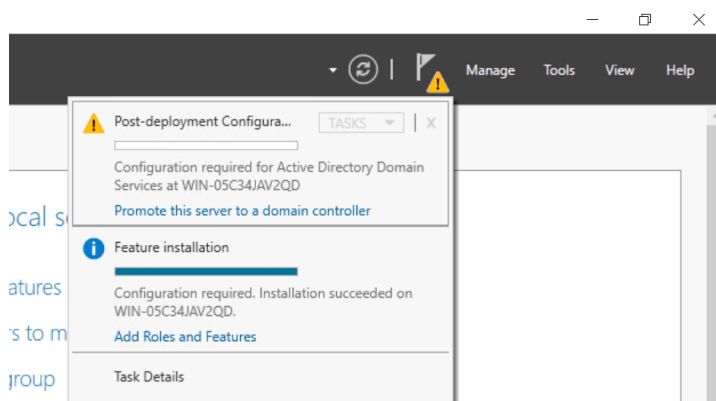 Manage Tools View Help
Post-deployment Configura... TASKS X
Configuration required for Active Directory Domain
Services at WIN-05C34JAV2QD
Promote this server to a domain controller
ocal s
Feature installation
atures
Configuration required. Installation succeeded on
WIN-05C34JAV2QD.
rs to m
Add Roles and Features
group
Task Details